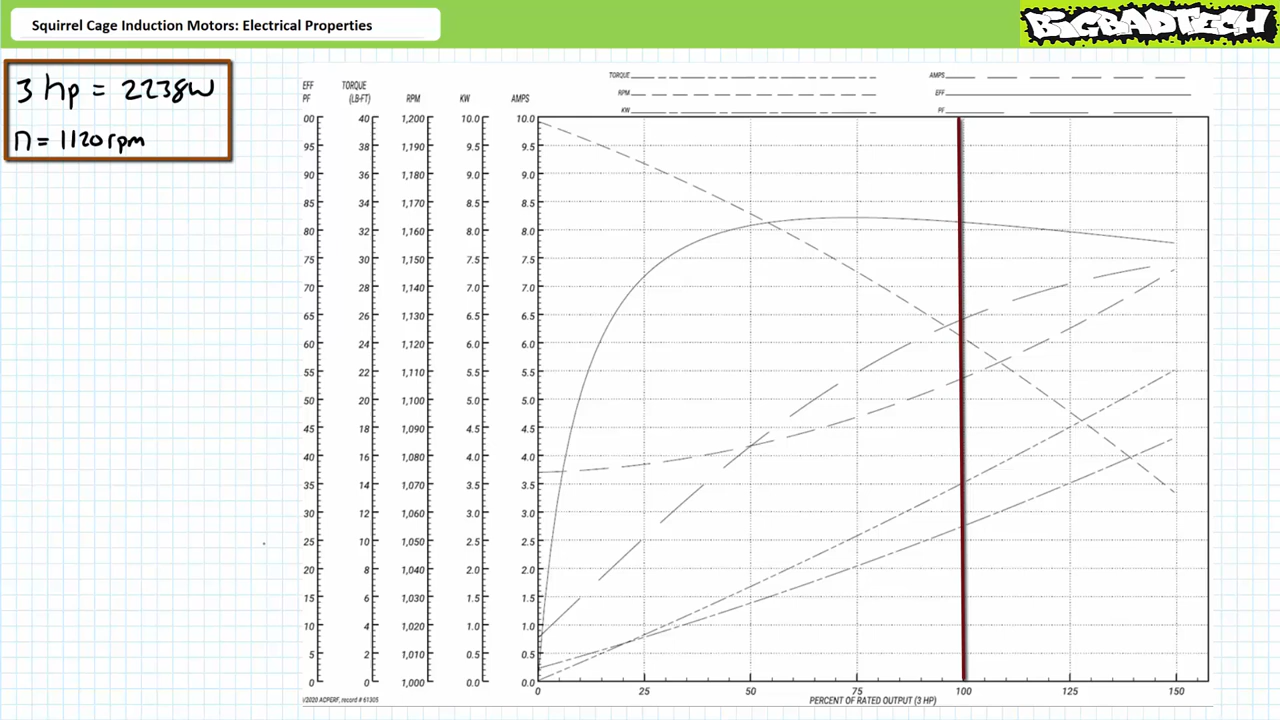 Squirrel Cage Induction Motors: Electrical Properties
BIGBADTECH
3 hp = 2238W
n = 1120rpm
TORQUE
RPM
KW
AMPS
EFF
PF
EFF TORQUE
PF (LB-FT) RPM KW AMPS
00 40 1,200 10.0 10.0
95 38 1,190 9.5 9.5
90 36 1,180 9.0 9.0
85 34 1,170 8.5 8.5
80 32 1,160 8.0 8.0
75 30 1,150 7.5 7.5
70 28 1,140 7.0 7.0
65 26 1,130 6.5 6.5
60 24 1,120 6.0 6.0
55 22 1,110 5.5 5.5
50 20 1,100 5.0 5.0
45 18 1,090 4.5 4.5
40 16 1,080 4.0 4.0
35 14 1,070 3.5 3.5
30 12 1,060 3.0 3.0
25 10 1,050 2.5 2.5
20 8 1,040 2.0 2.0
15 6 1,030 1.5 1.5
10 4 1,020 1.0 1.0
5 2 1,010 0.5 0.5
0 0 1,000 0.0 0.0
0 25 50 75 100 125 150
/2020 ACPERF, record # 61305
PERCENT OF RATED OUTPUT (3 HP)